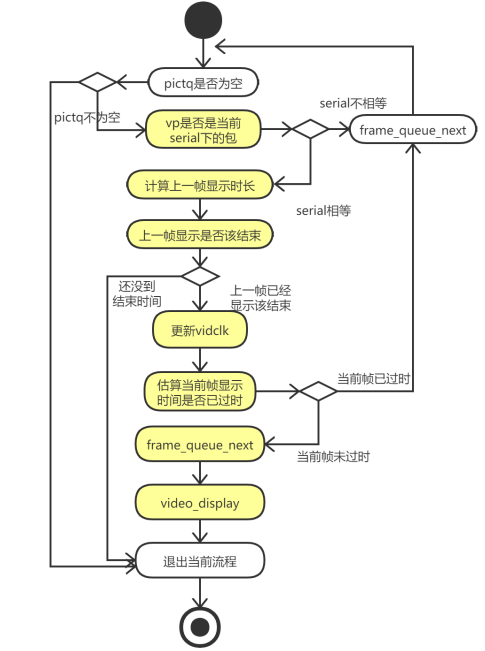 pictq是否为空
pictq不为空
vp是否是当前
serial下的包
serial不相等
frame_queue_next
计算上一帧显示时长
serial相等
上一帧显示是否该结束
还没到
结束时间
上一帧已经
显示该结束
更新vidclk
估算当前帧显示
时间是否已过时
当前帧已过时
frame_queue_next
当前帧未过时
video_display
退出当前流程